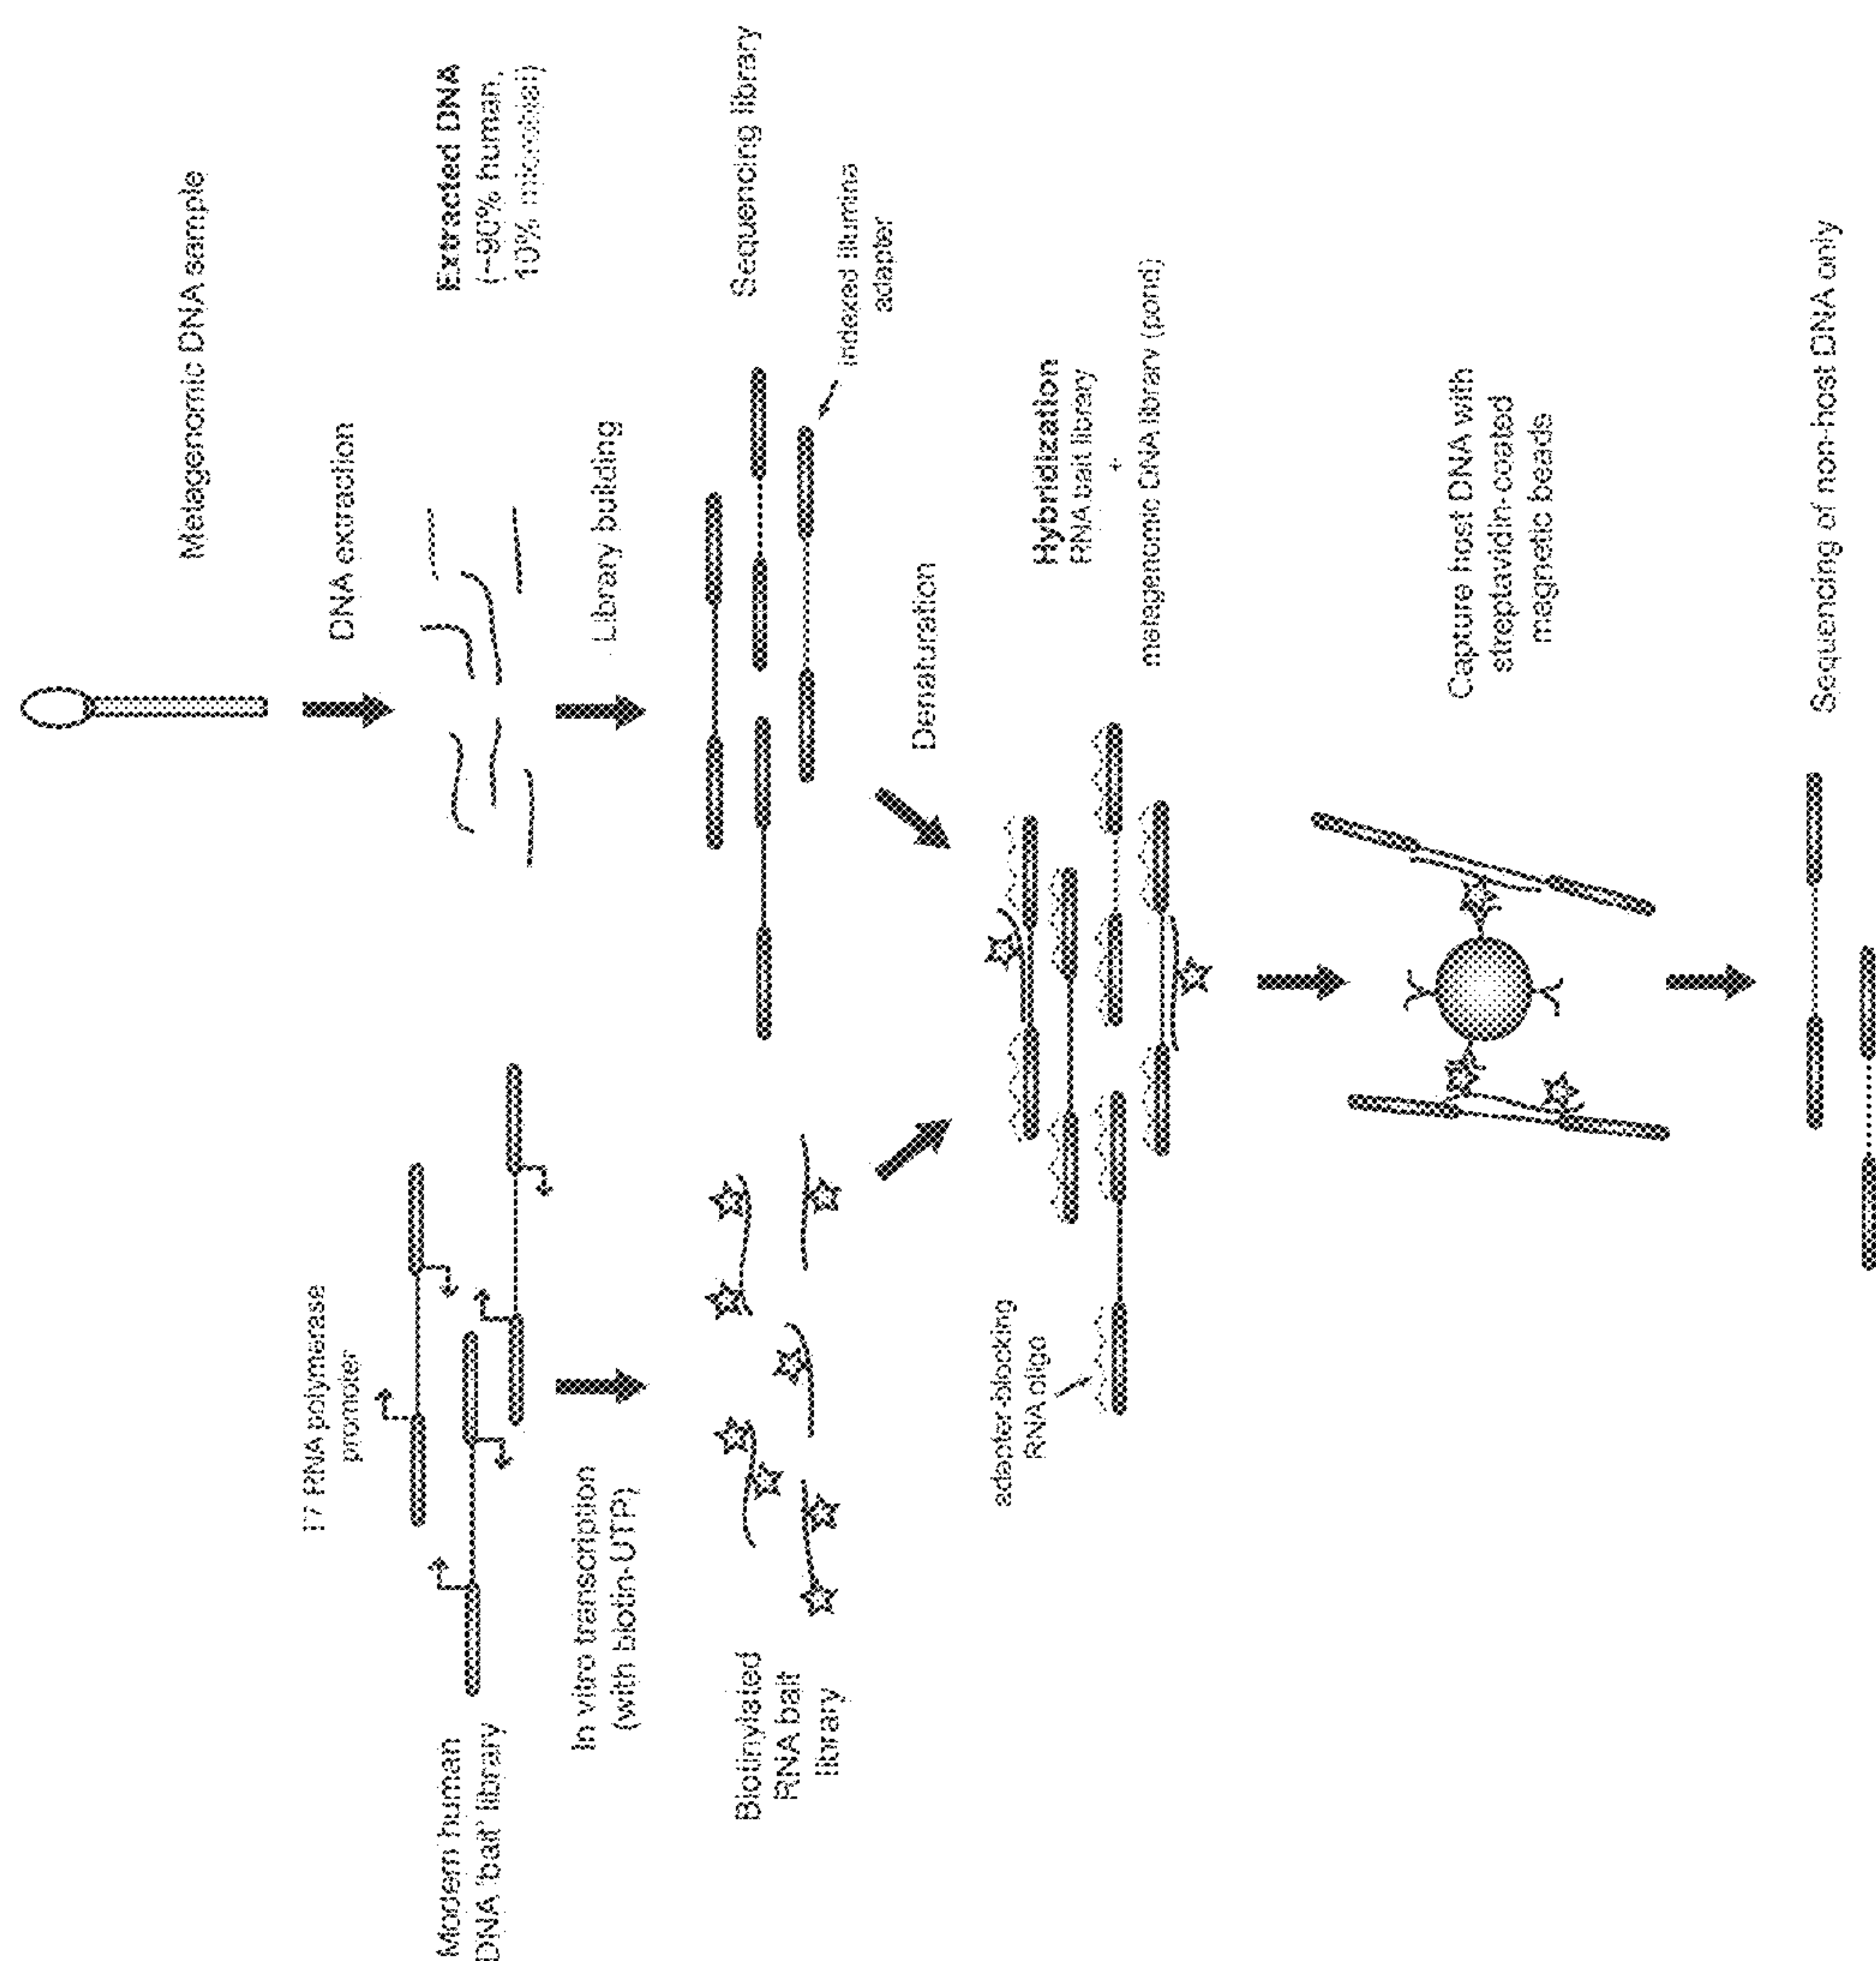 Metagenomic DNA sample
DNA extraction
Extracted DNA
(~90% human,
10% microbial)
Library building
Sequencing library
indexed Illumina
adapter
Denaturation
T7 RNA polymerase
promoter
Modern human
DNA 'bait' library
In vitro transcription
(with biotin-UTP)
Biotinylated
RNA bait
library
Hybridization
RNA bait library
+
metagenomic DNA library (pond)
adapter-blocking
RNA oligo
Capture host DNA with
streptavidin-coated
magnetic beads
Sequencing of non-host DNA only